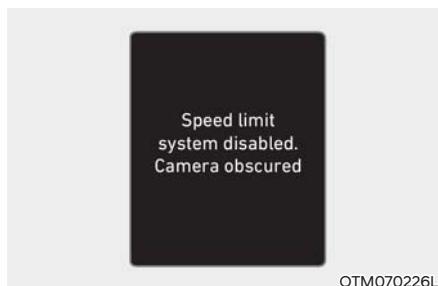 Speed limit
system disabled.
Camera obscured
OTM070226L